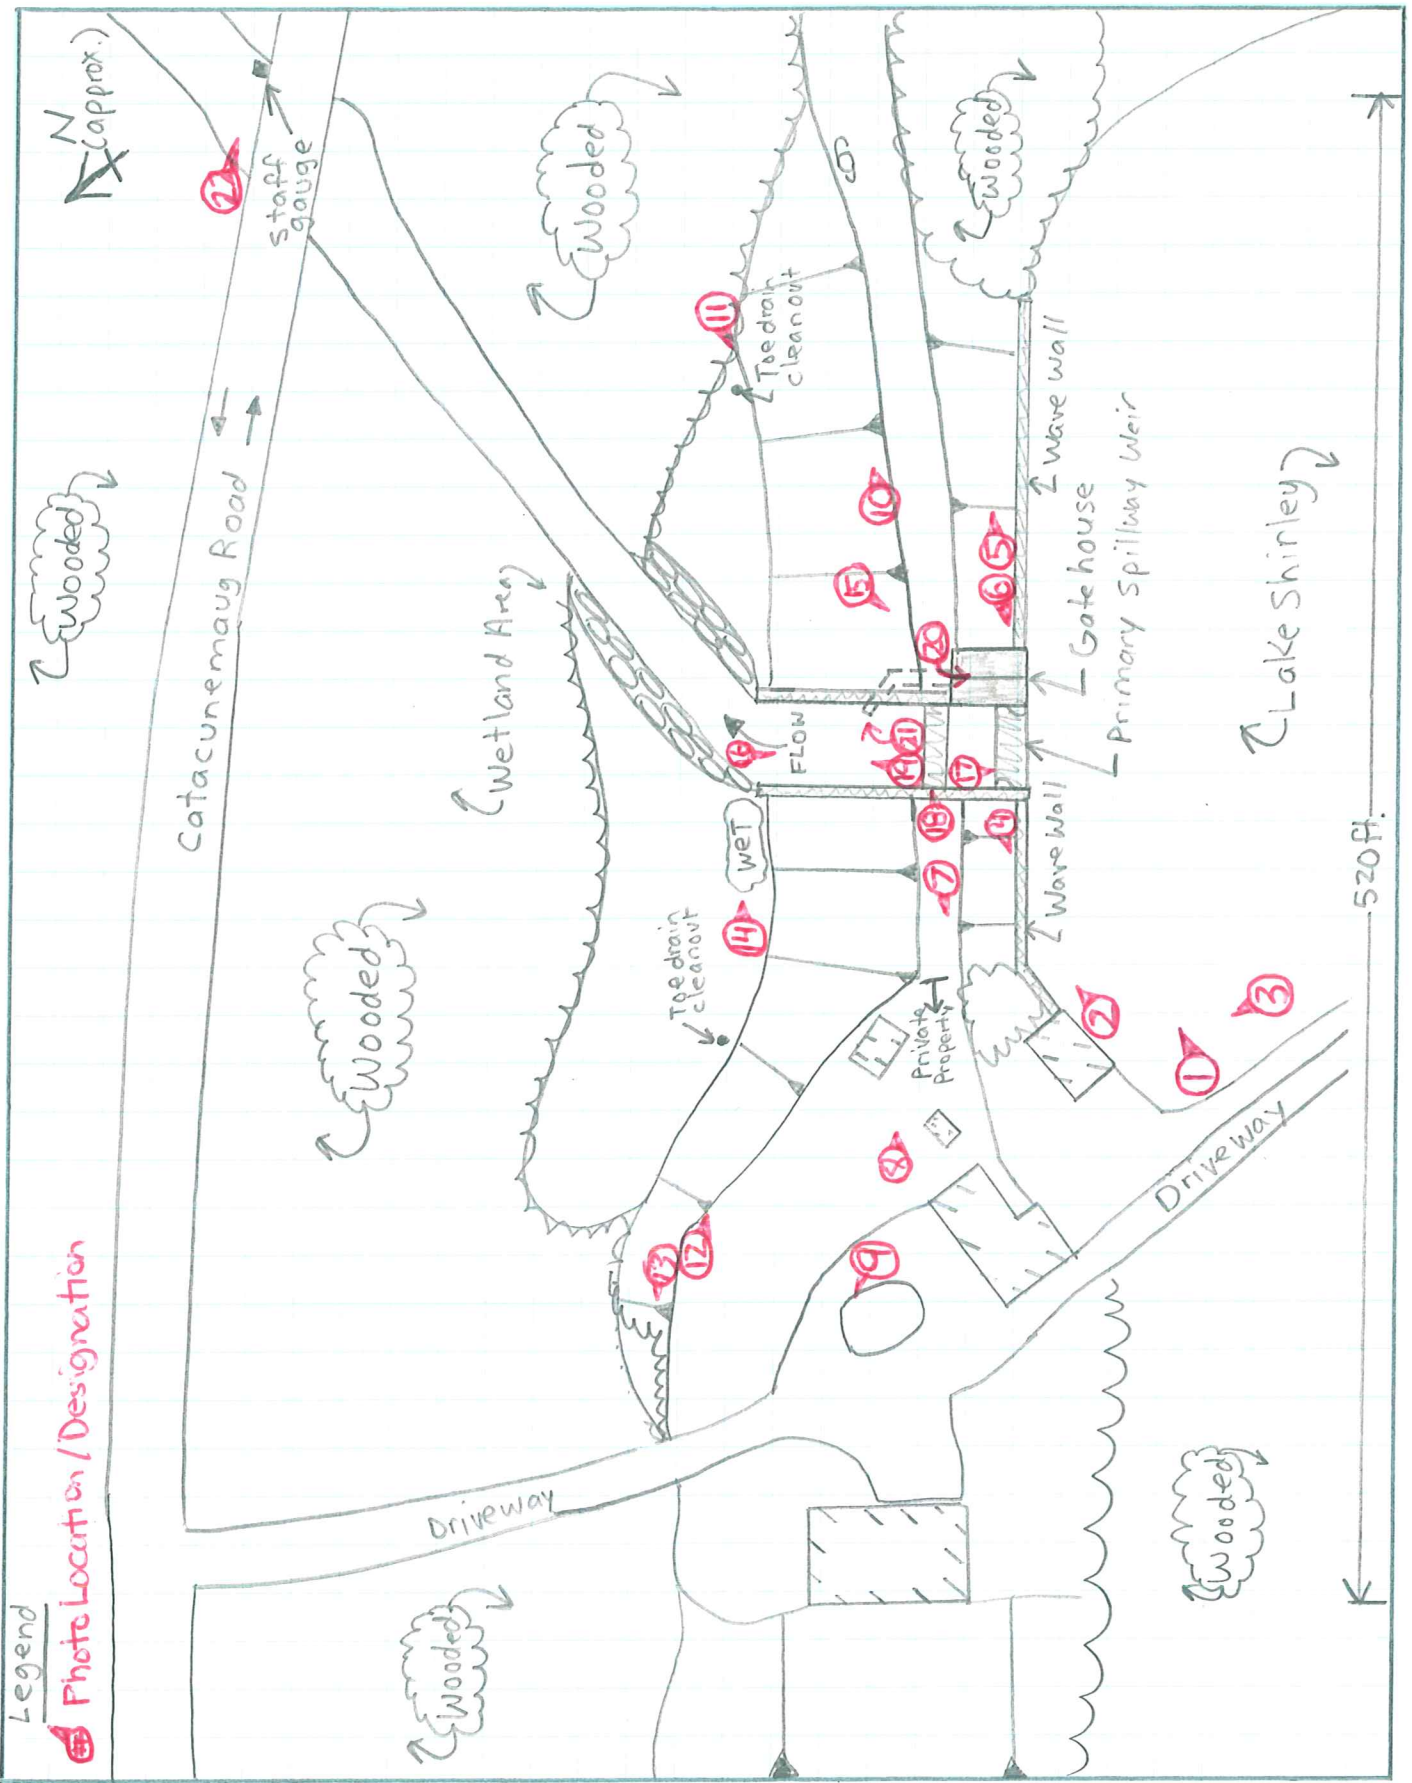 Legend
# Photo Location / Designation
N
(approx.)
22
Staff
gauge
Catacunemaug Road
Wooded
Wooded
Wooded
Wooded
Wooded
Wooded
Wetland Area
11
Toe drain
cleanout
10
15
5
6
20
16
FLOW
19
21
17
18
4
7
WET
14
Toe drain
cleanout
Private
Property
Wave Wall
Gatehouse
Primary Spillway Weir
Wave Wall
Lake Shirley
520ft.
2
3
1
8
9
12
13
Driveway
Driveway